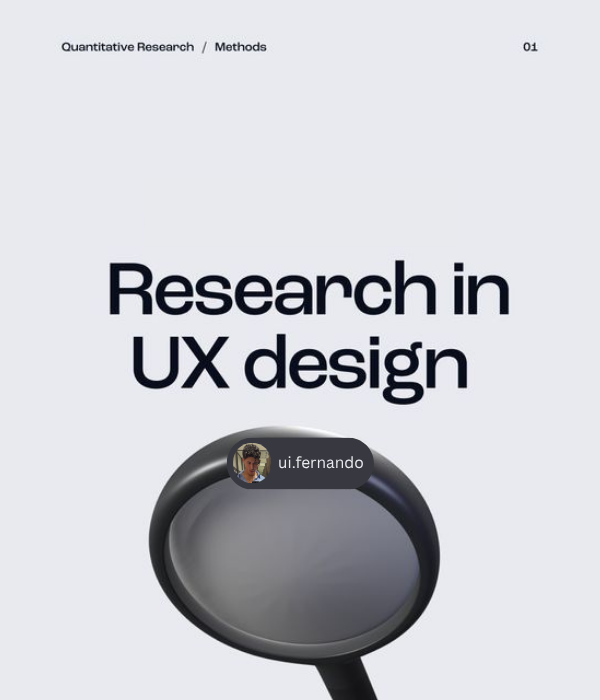 Quantitative Research / Methods
01
Research in
UX design
ui.fernando